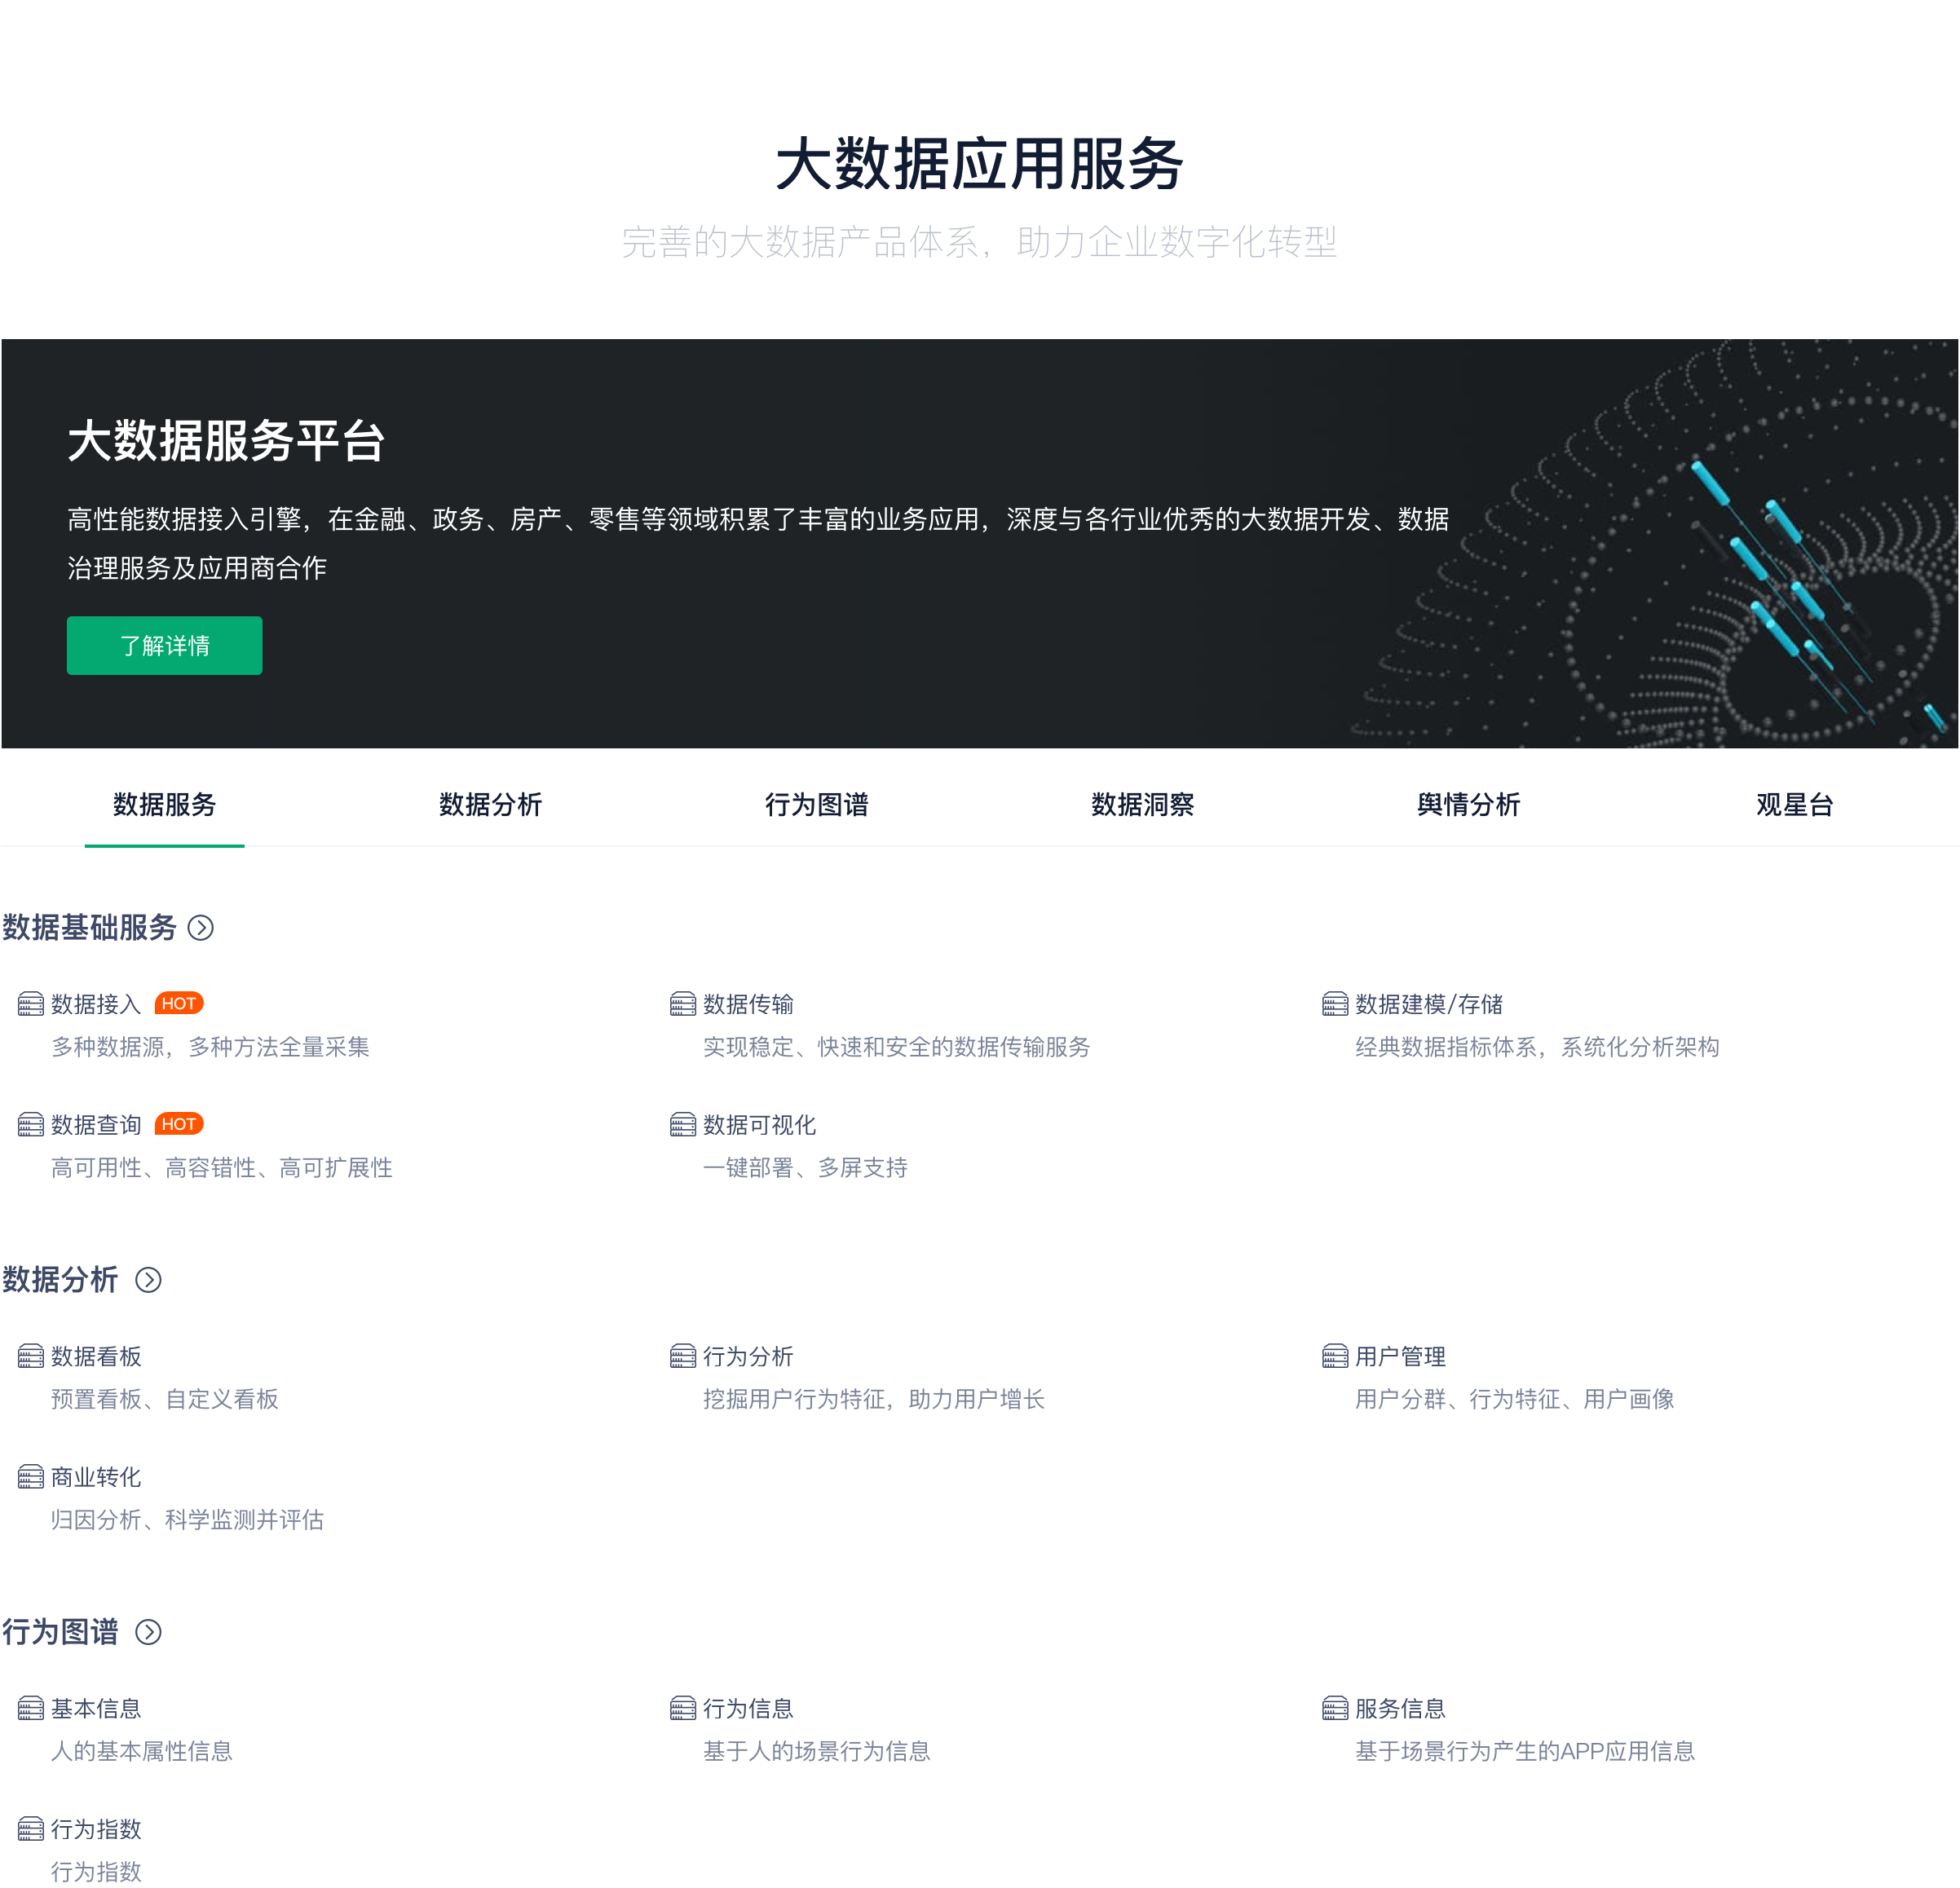 大数据应用服务
完善的大数据产品体系，助力企业数字化转型
大数据服务平台
高性能数据接入引擎，在金融、政务、房产、零售等领域积累了丰富的业务应用，深度与各行业优秀的大数据开发、数据
治理服务及应用商合作
了解详情
数据服务 数据分析 行为图谱 数据洞察 舆情分析 观星台
数据基础服务
数据接入 HOT 数据传输 数据建模/存储
多种数据源，多种方法全量采集 实现稳定、快速和安全的数据传输服务 经典数据指标体系，系统化分析架构
数据查询 HOT 数据可视化
高可用性、高容错性、高可扩展性 一键部署、多屏支持
数据分析
数据看板 行为分析 用户管理
预置看板、自定义看板 挖掘用户行为特征，助力用户增长 用户分群、行为特征、用户画像
商业转化
归因分析、科学监测并评估
行为图谱
基本信息 行为信息 服务信息
人的基本属性信息 基于人的场景行为信息 基于场景行为产生的APP应用信息
行为指数
行为指数